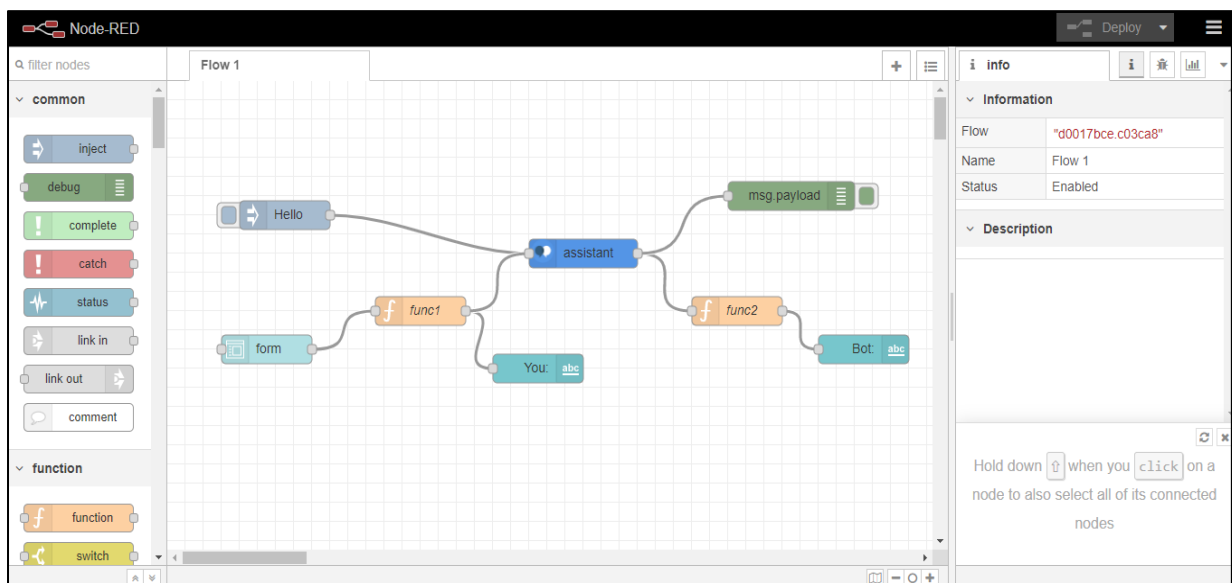 Node-RED
Deploy
filter nodes
Flow 1
i info
i
common
inject
debug
complete
catch
status
link in
link out
comment
function
function
switch
Hello
form
func1
You: abc
assistant
msg.payload
func2
Bot: abc
Information
Flow "d0017bce.c03ca8"
Name Flow 1
Status Enabled
Description
Hold down ⇧ when you click on a
node to also select all of its connected
nodes